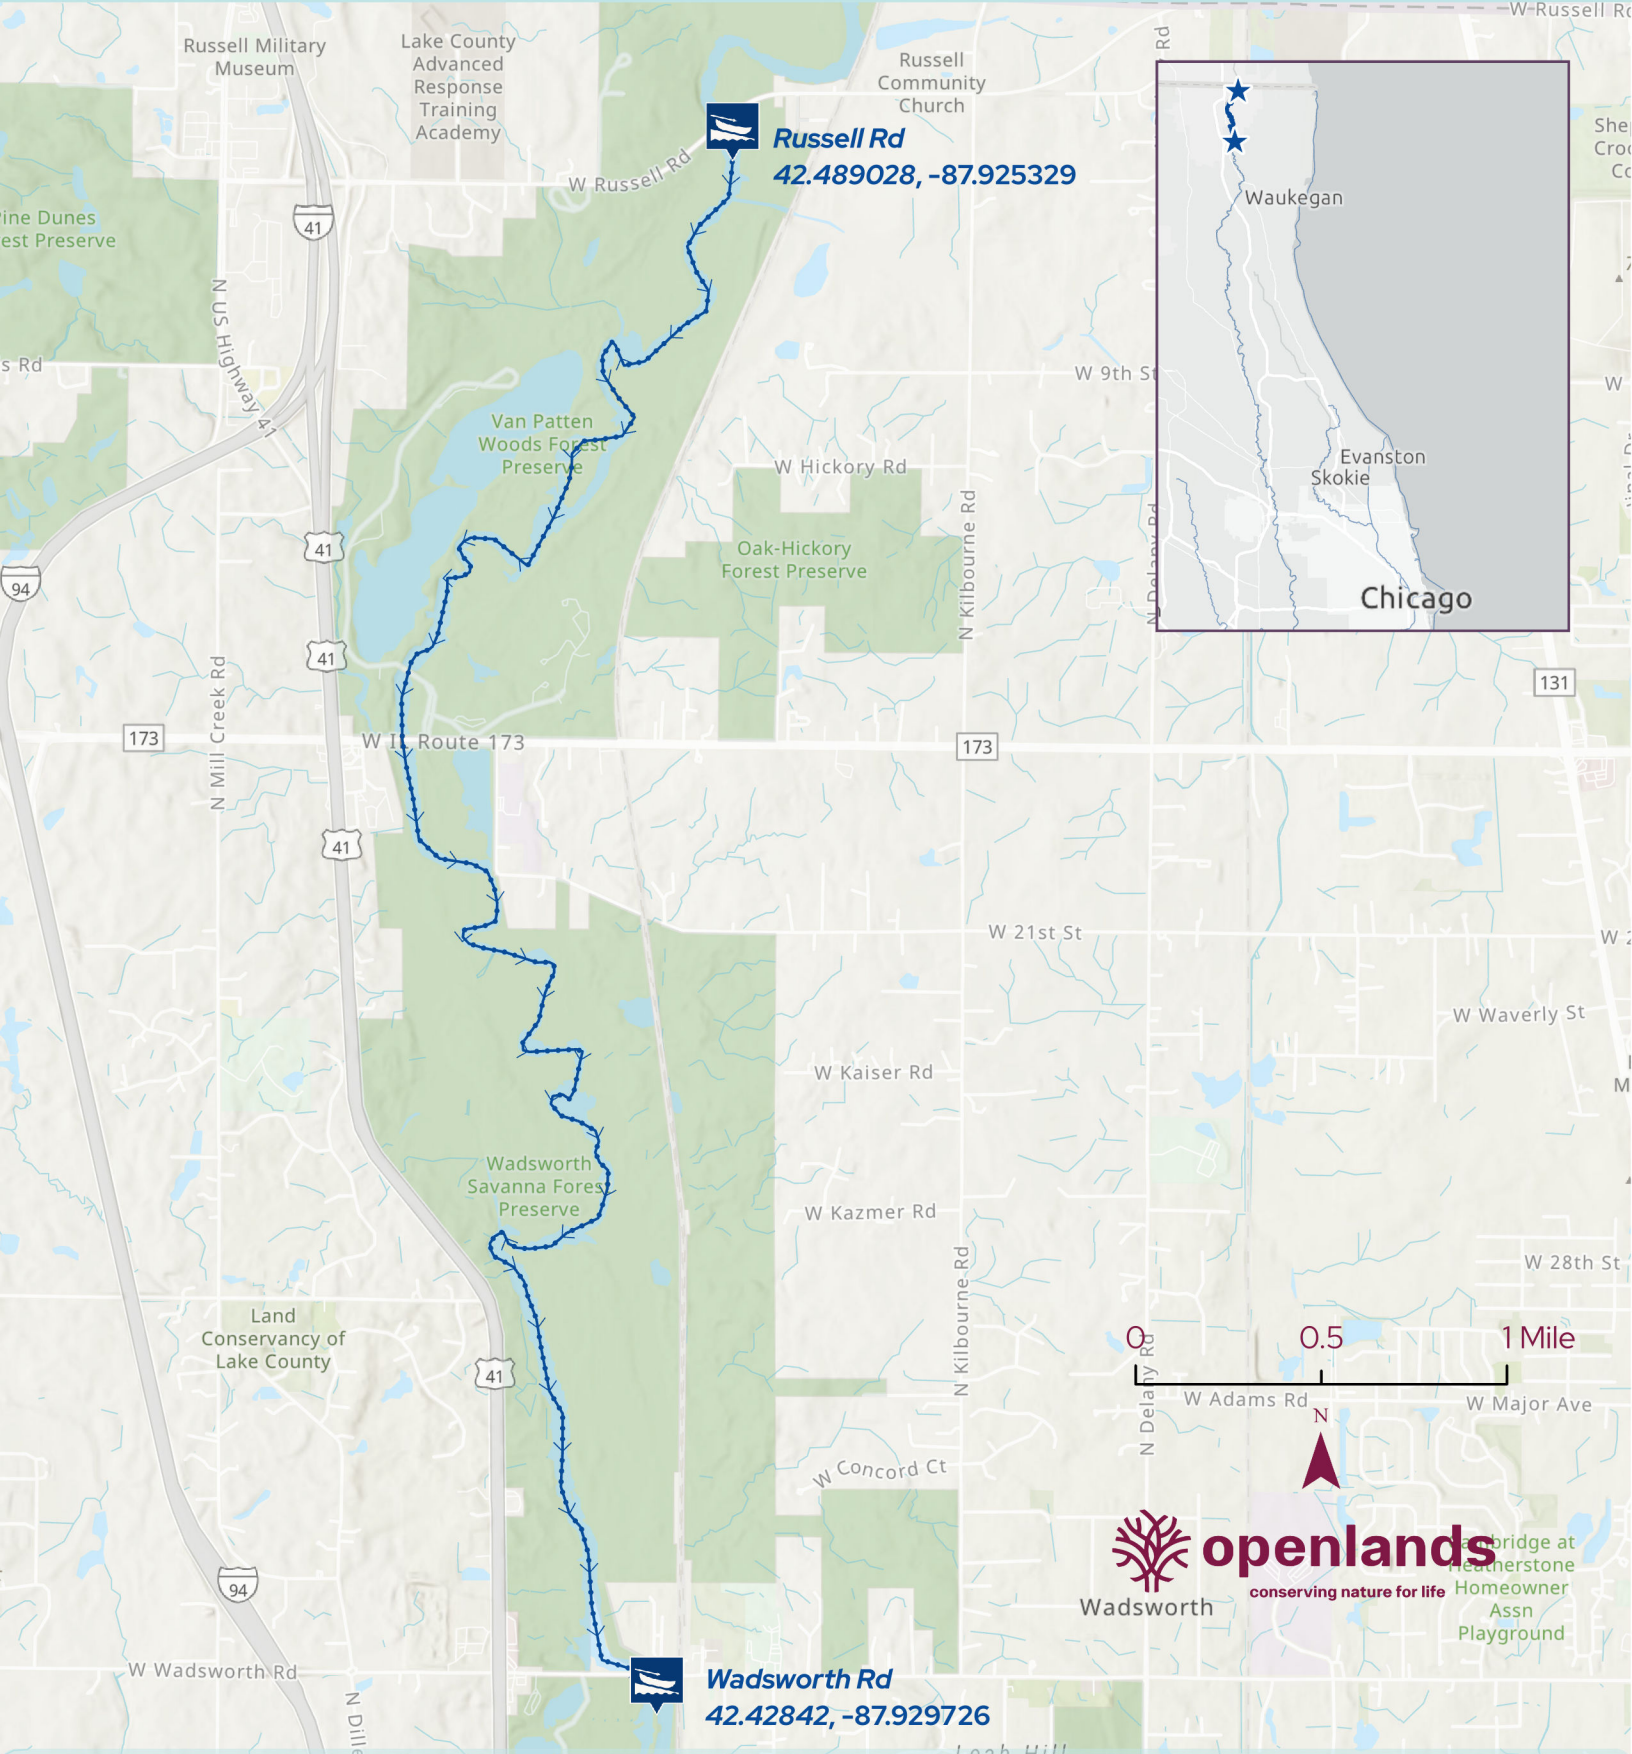 W Russell Rd
Russell Military
Museum
Lake County
Advanced
Response
Training
Academy
Russell
Community
Church
Rd
Russell Rd
42.489028, -87.925329
W Russell Rd
Waukegan
Evanston
Skokie
Chicago
41
N US Highway 41
s Rd
W 9th St
W
Van Patten
Woods Forest
Preserve
W Hickory Rd
Oak-Hickory
Forest Preserve
N Kilbourne Rd
N Delany Rd
41
94
41
131
N Mill Creek Rd
173
W IL Route 173
173
41
W 21st St
W 2
W Waverly St
W Kaiser Rd
Wadsworth
Savanna Forest
Preserve
W Kazmer Rd
W 28th St
N Kilbourne Rd
Land
Conservancy of
Lake County
0 0.5 1 Mile
N Delany Rd
41
W Adams Rd
W Major Ave
N
W Concord Ct
openlands
conserving nature for life
Wadsworth
bridge at
Heatherstone
Homeowner
Assn
Playground
94
W Wadsworth Rd
N Dille
Wadsworth Rd
42.42842, -87.929726